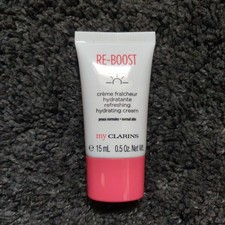 RE-BOOST
crème fraîcheur
hydratante
refreshing
hydrating cream
peaux normales • normal skin
my CLARINS
e 15 mL 0.5 Oz. Net Wt.